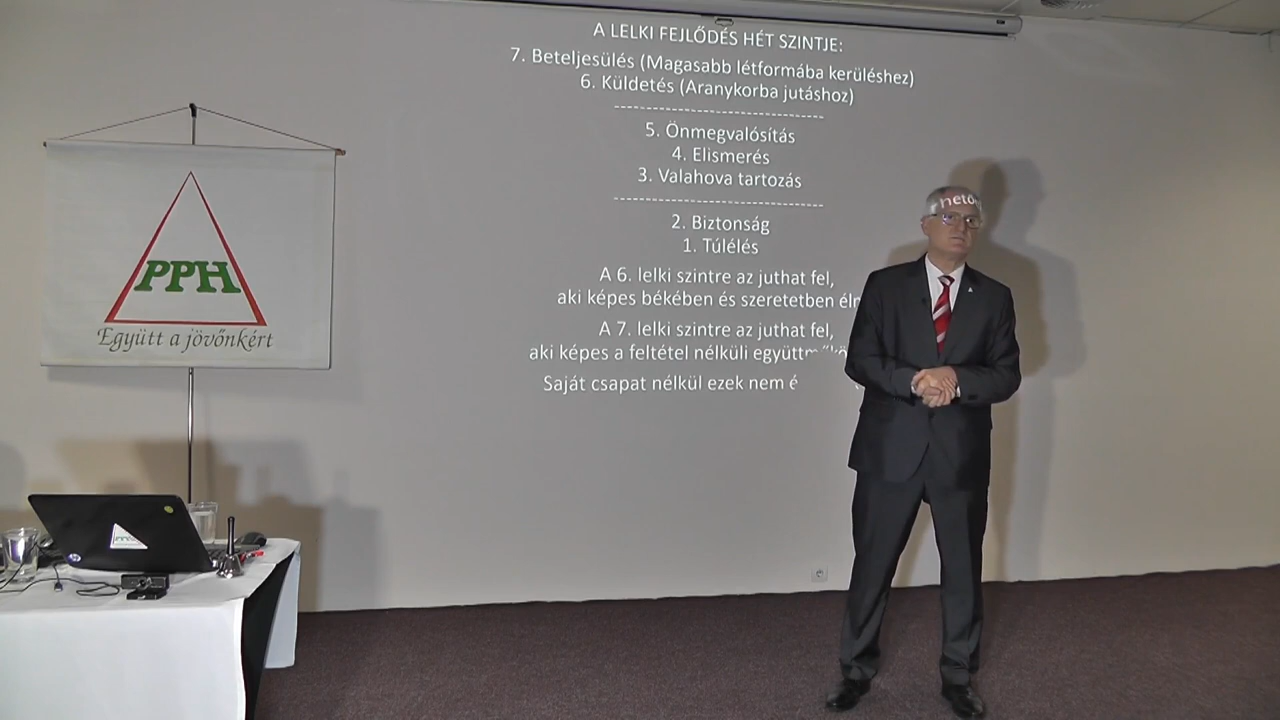 A LELKI FEJLŐDÉS HÉT SZINTJE:
7. Beteljesülés (Magasabb létformába kerüléshez)
6. Küldetés (Aranykorba jutáshoz)
5. Önmegvalósítás
4. Elismerés
3. Valahova tartozás
2. Biztonság
1. Túlélés
A 6. lelki szintre az juthat fel,
aki képes békében és szeretetben
A 7. lelki szintre az juthat fel,
aki képes a feltétel nélküli
Saját csapat nélkül ezek nem
PPH
Együtt a jövőnkért